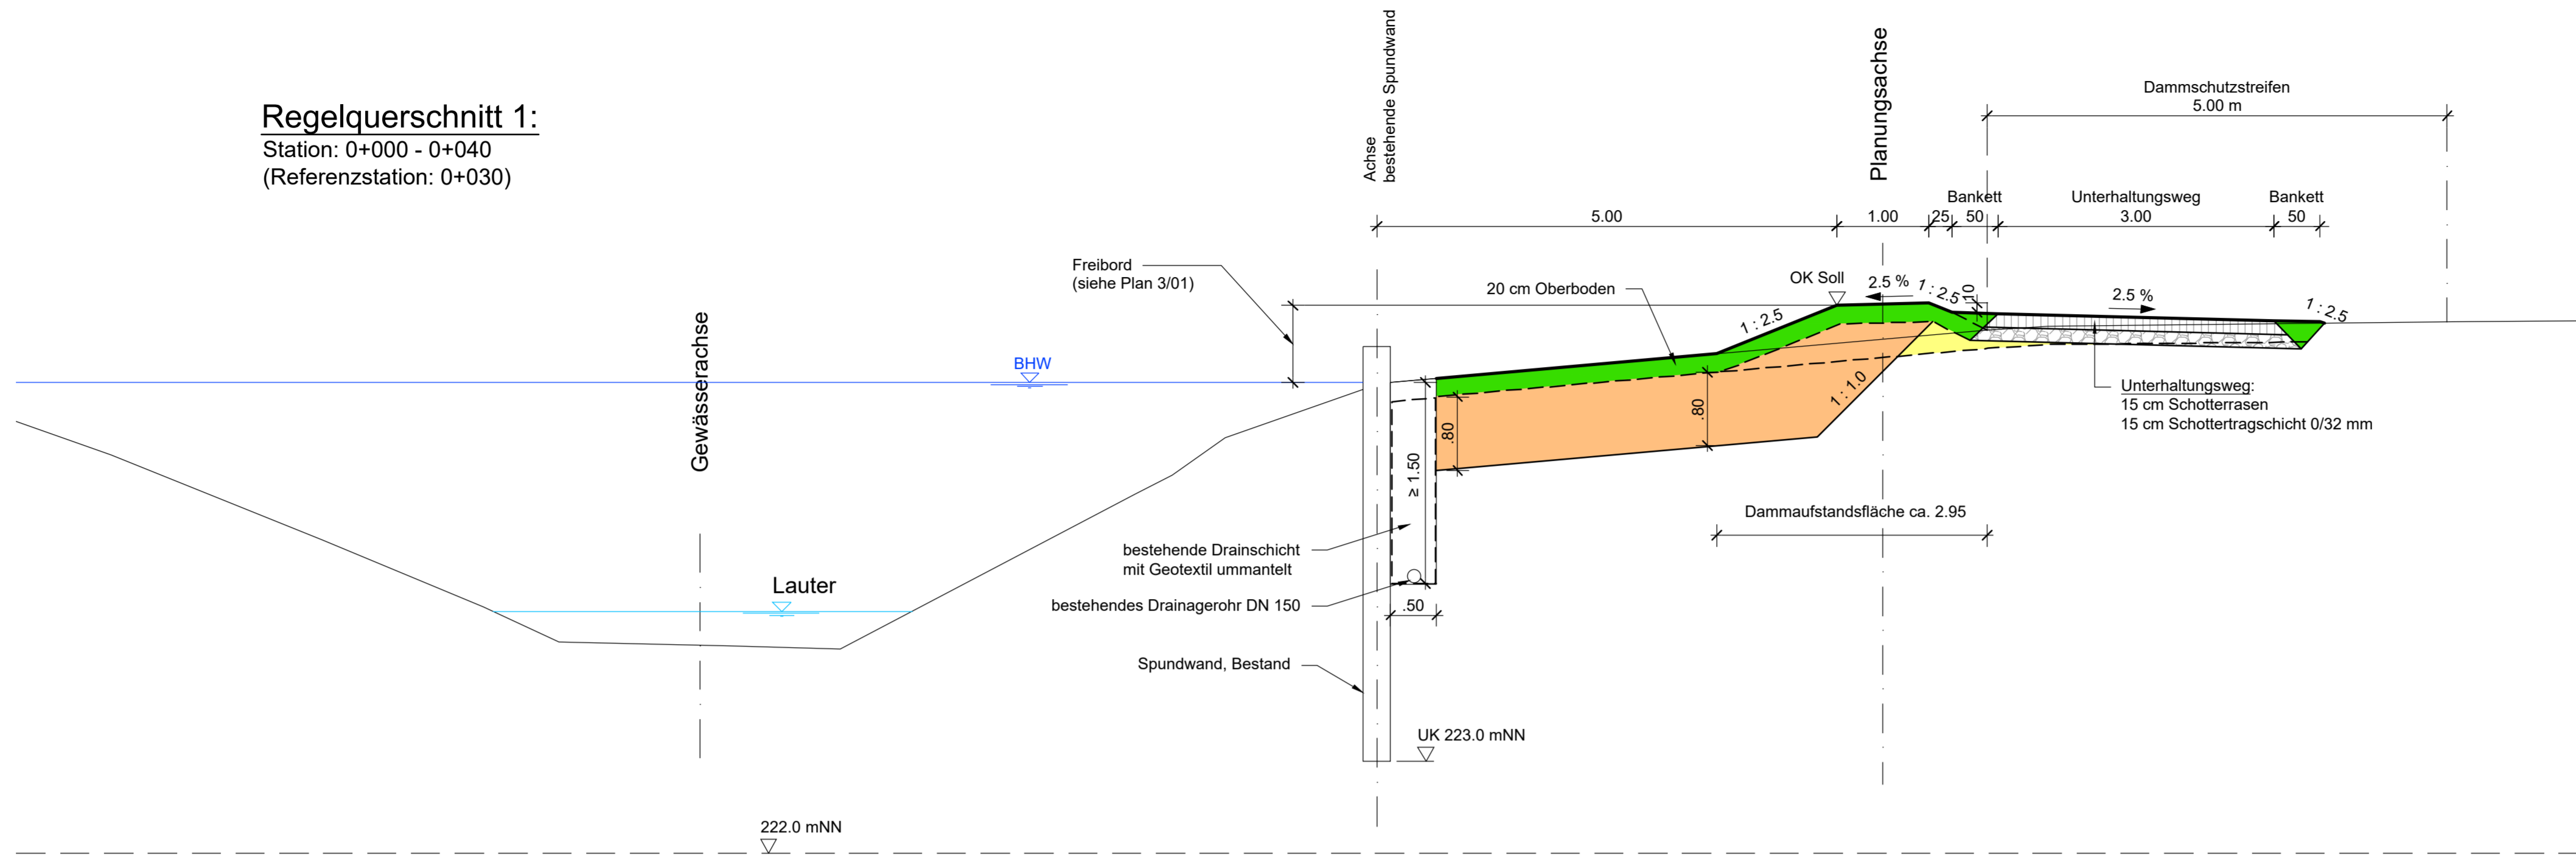 Regelquerschnitt 1:
Station: 0+000 - 0+040
(Referenzstation: 0+030)
Achse
bestehende Spundwand
Planungsachse
Dammschutzstreifen
5.00 m
Bankett
Unterhaltungsweg
Bankett
5.00
1.00
25
50
3.00
50
Freibord
(siehe Plan 3/01)
20 cm Oberboden
OK Soll
2.5 %
1 : 2.5
10
2.5 %
1 : 2.5
1 : 2.5
Gewässerachse
BHW
.80
.80
1 : 1.0
≥ 1.50
Unterhaltungsweg:
15 cm Schotterrasen
15 cm Schottertragschicht 0/32 mm
Dammaufstandsfläche ca. 2.95
bestehende Drainschicht
mit Geotextil ummantelt
Lauter
bestehendes Drainagerohr DN 150
.50
Spundwand, Bestand
UK 223.0 mNN
222.0 mNN